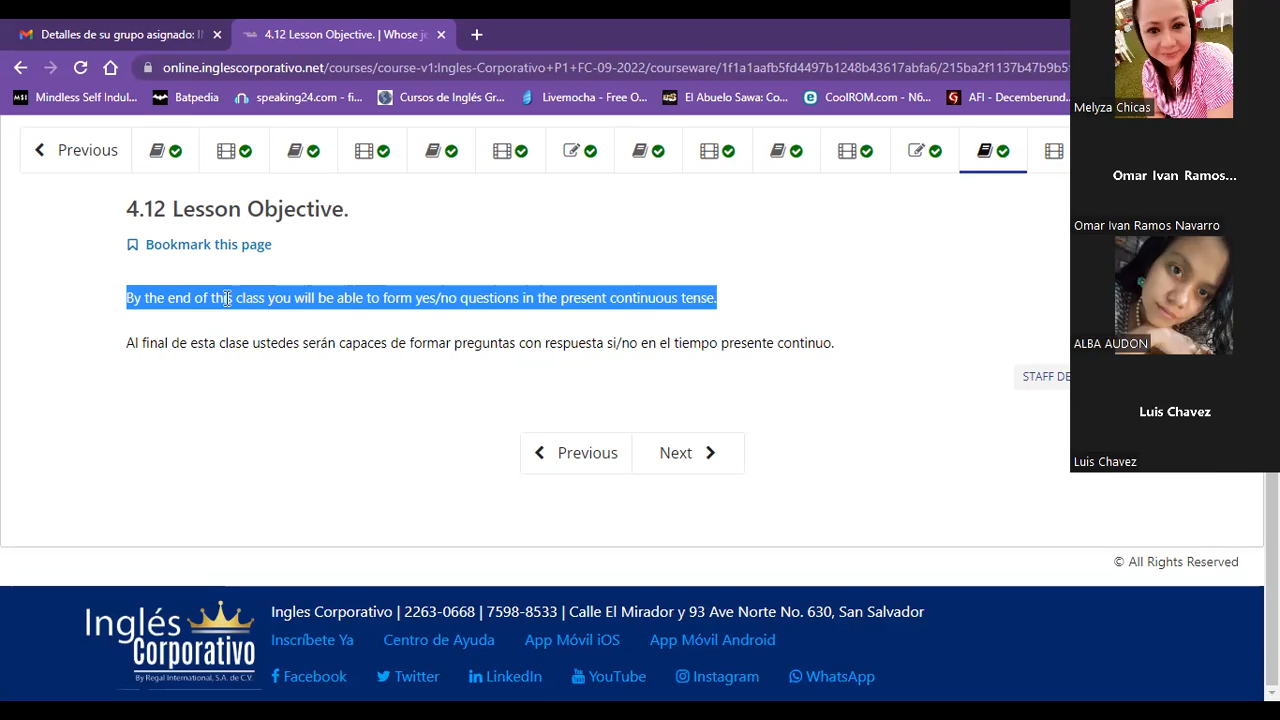 Detalles de su grupo asignado: I
4.12 Lesson Objective. | Whose je
online.inglescorporativo.net/courses/course-v1:Ingles-Corporativo+P1+FC-09-2022/courseware/1f1a1aafb5fd4497b1248b43617abfa6/215ba2f1137b47b9b5
Mindless Self Indul...
Batpedia
speaking24.com - fi...
Cursos de Inglés Gr...
Livemocha - Free O...
El Abuelo Sawa: Co...
CoolROM.com - N6...
AFI - Decemberund...
Previous
4.12 Lesson Objective.
Bookmark this page
By the end of this class you will be able to form yes/no questions in the present continuous tense.
Al final de esta clase ustedes serán capaces de formar preguntas con respuesta si/no en el tiempo presente continuo.
STAFF DE
Previous Next
© All Rights Reserved
Inglés Corporativo
By Regal International, S.A. de C.V.
Ingles Corporativo | 2263-0668 | 7598-8533 | Calle El Mirador y 93 Ave Norte No. 630, San Salvador
Inscríbete Ya Centro de Ayuda App Móvil iOS App Móvil Android
Facebook Twitter LinkedIn YouTube Instagram WhatsApp
Melyza Chicas
Omar Ivan Ramos...
Omar Ivan Ramos Navarro
ALBA AUDON
Luis Chavez
Luis Chavez